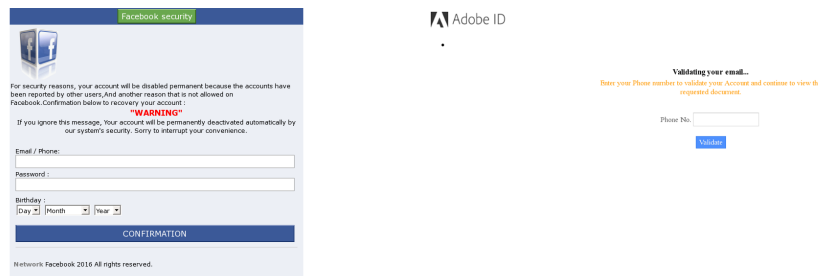 Facebook security
For security reasons, your account will be disabled permanent because the accounts have
been reported by other users,And another reason that is not allowed on
Facebook.Confirmation below to recovery your account :
"WARNING"
If you ignore this message, Your account will be permanently deactivated automatically by
our system's security. Sorry to interrupt your convenience.
Email / Phone:
Password :
Birthday :
Day Month Year
CONFIRMATION
Network Facebook 2016 All rights reserved.
Adobe ID
Validating your email...
Enter your Phone number to validate your Account and contiune to view th
requested document.
Phone No.
Validate